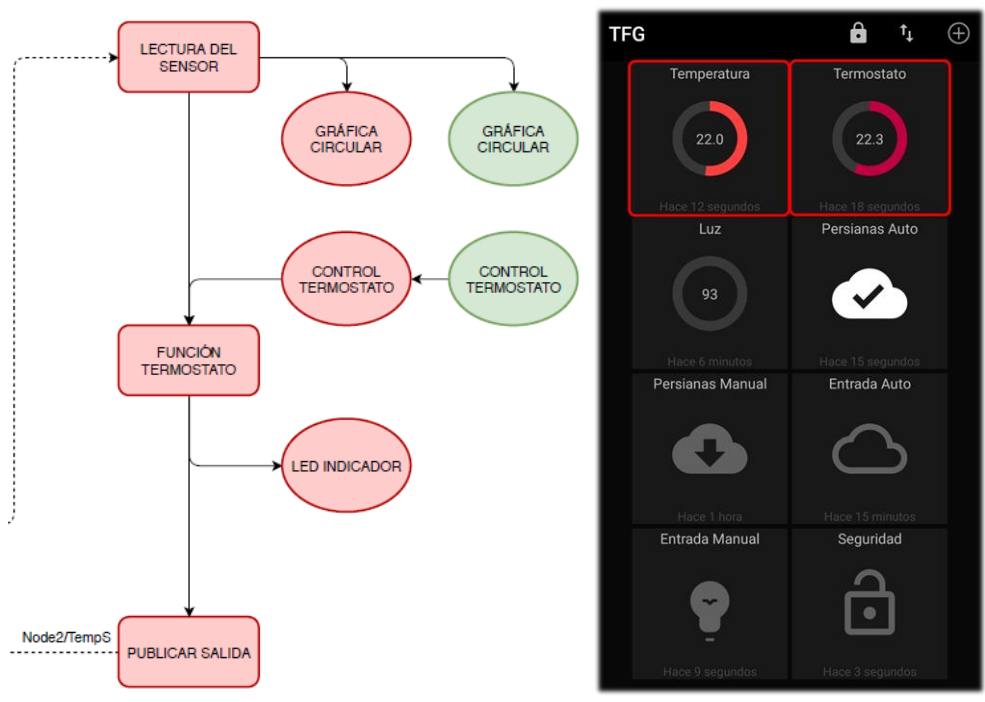 LECTURA DEL
SENSOR
GRÁFICA
CIRCULAR
GRÁFICA
CIRCULAR
CONTROL
TERMOSTATO
CONTROL
TERMOSTATO
FUNCIÓN
TERMOSTATO
LED INDICADOR
Node2/TempS
PUBLICAR SALIDA
TFG
Temperatura
22.0
Hace 12 segundos
Termostato
22.3
Hace 18 segundos
Luz
93
Hace 6 minutos
Persianas Auto
Hace 15 segundos
Persianas Manual
Hace 1 hora
Entrada Auto
Hace 15 minutos
Entrada Manual
Hace 9 segundos
Seguridad
Hace 3 segundos